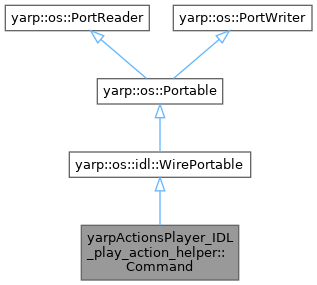 yarp::os::PortReader
yarp::os::PortWriter
yarp::os::Portable
yarp::os::idl::WirePortable
yarpActionsPlayer_IDL
_play_action_helper::
Command